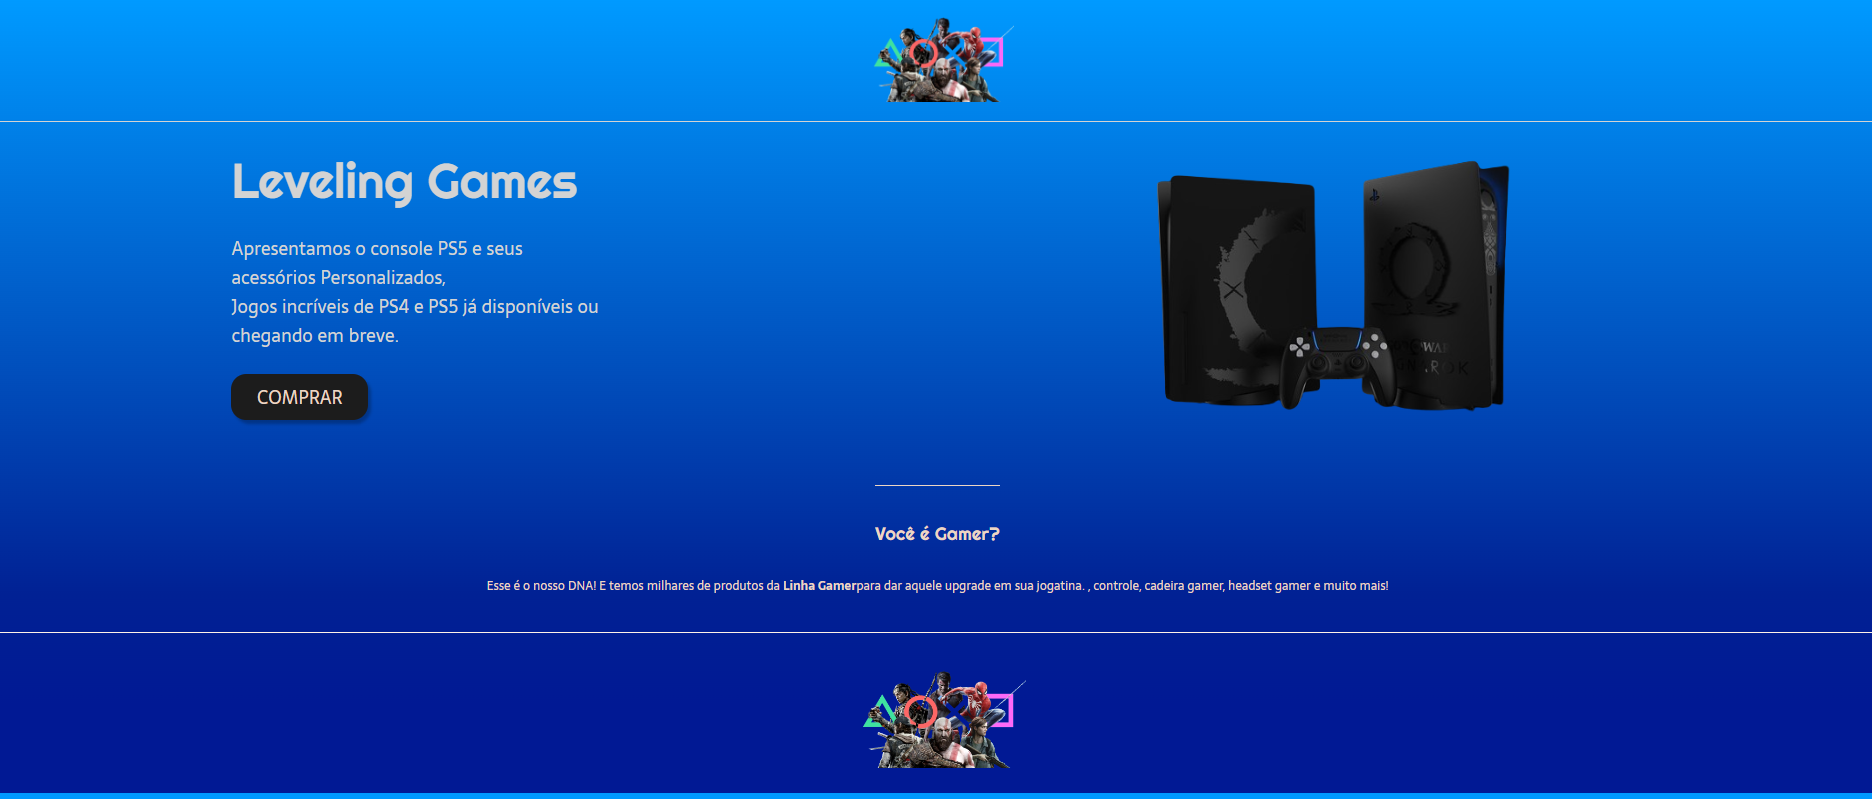 Leveling Games
Apresentamos o console PS5 e seus
acessórios Personalizados,
Jogos incríveis de PS4 e PS5 já disponíveis ou
chegando em breve.
COMPRAR
Você é Gamer?
Esse é o nosso DNA! E temos milhares de produtos da Linha Gamerpara dar aquele upgrade em sua jogatina. , controle, cadeira gamer, headset gamer e muito mais!